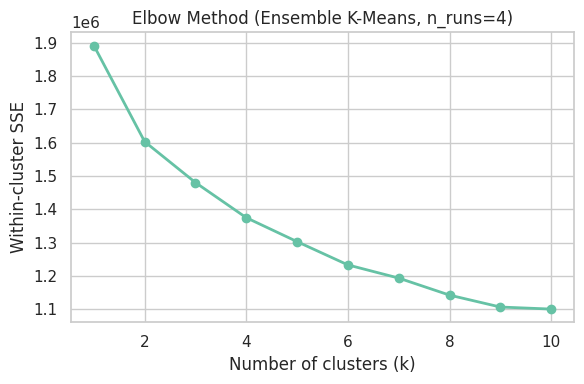 Elbow Method (Ensemble K-Means, n_runs=4)
1e6
1.9
1.8
1.7
1.6
1.5
1.4
1.3
1.2
1.1
Within-cluster SSE
2 4 6 8 10
Number of clusters (k)